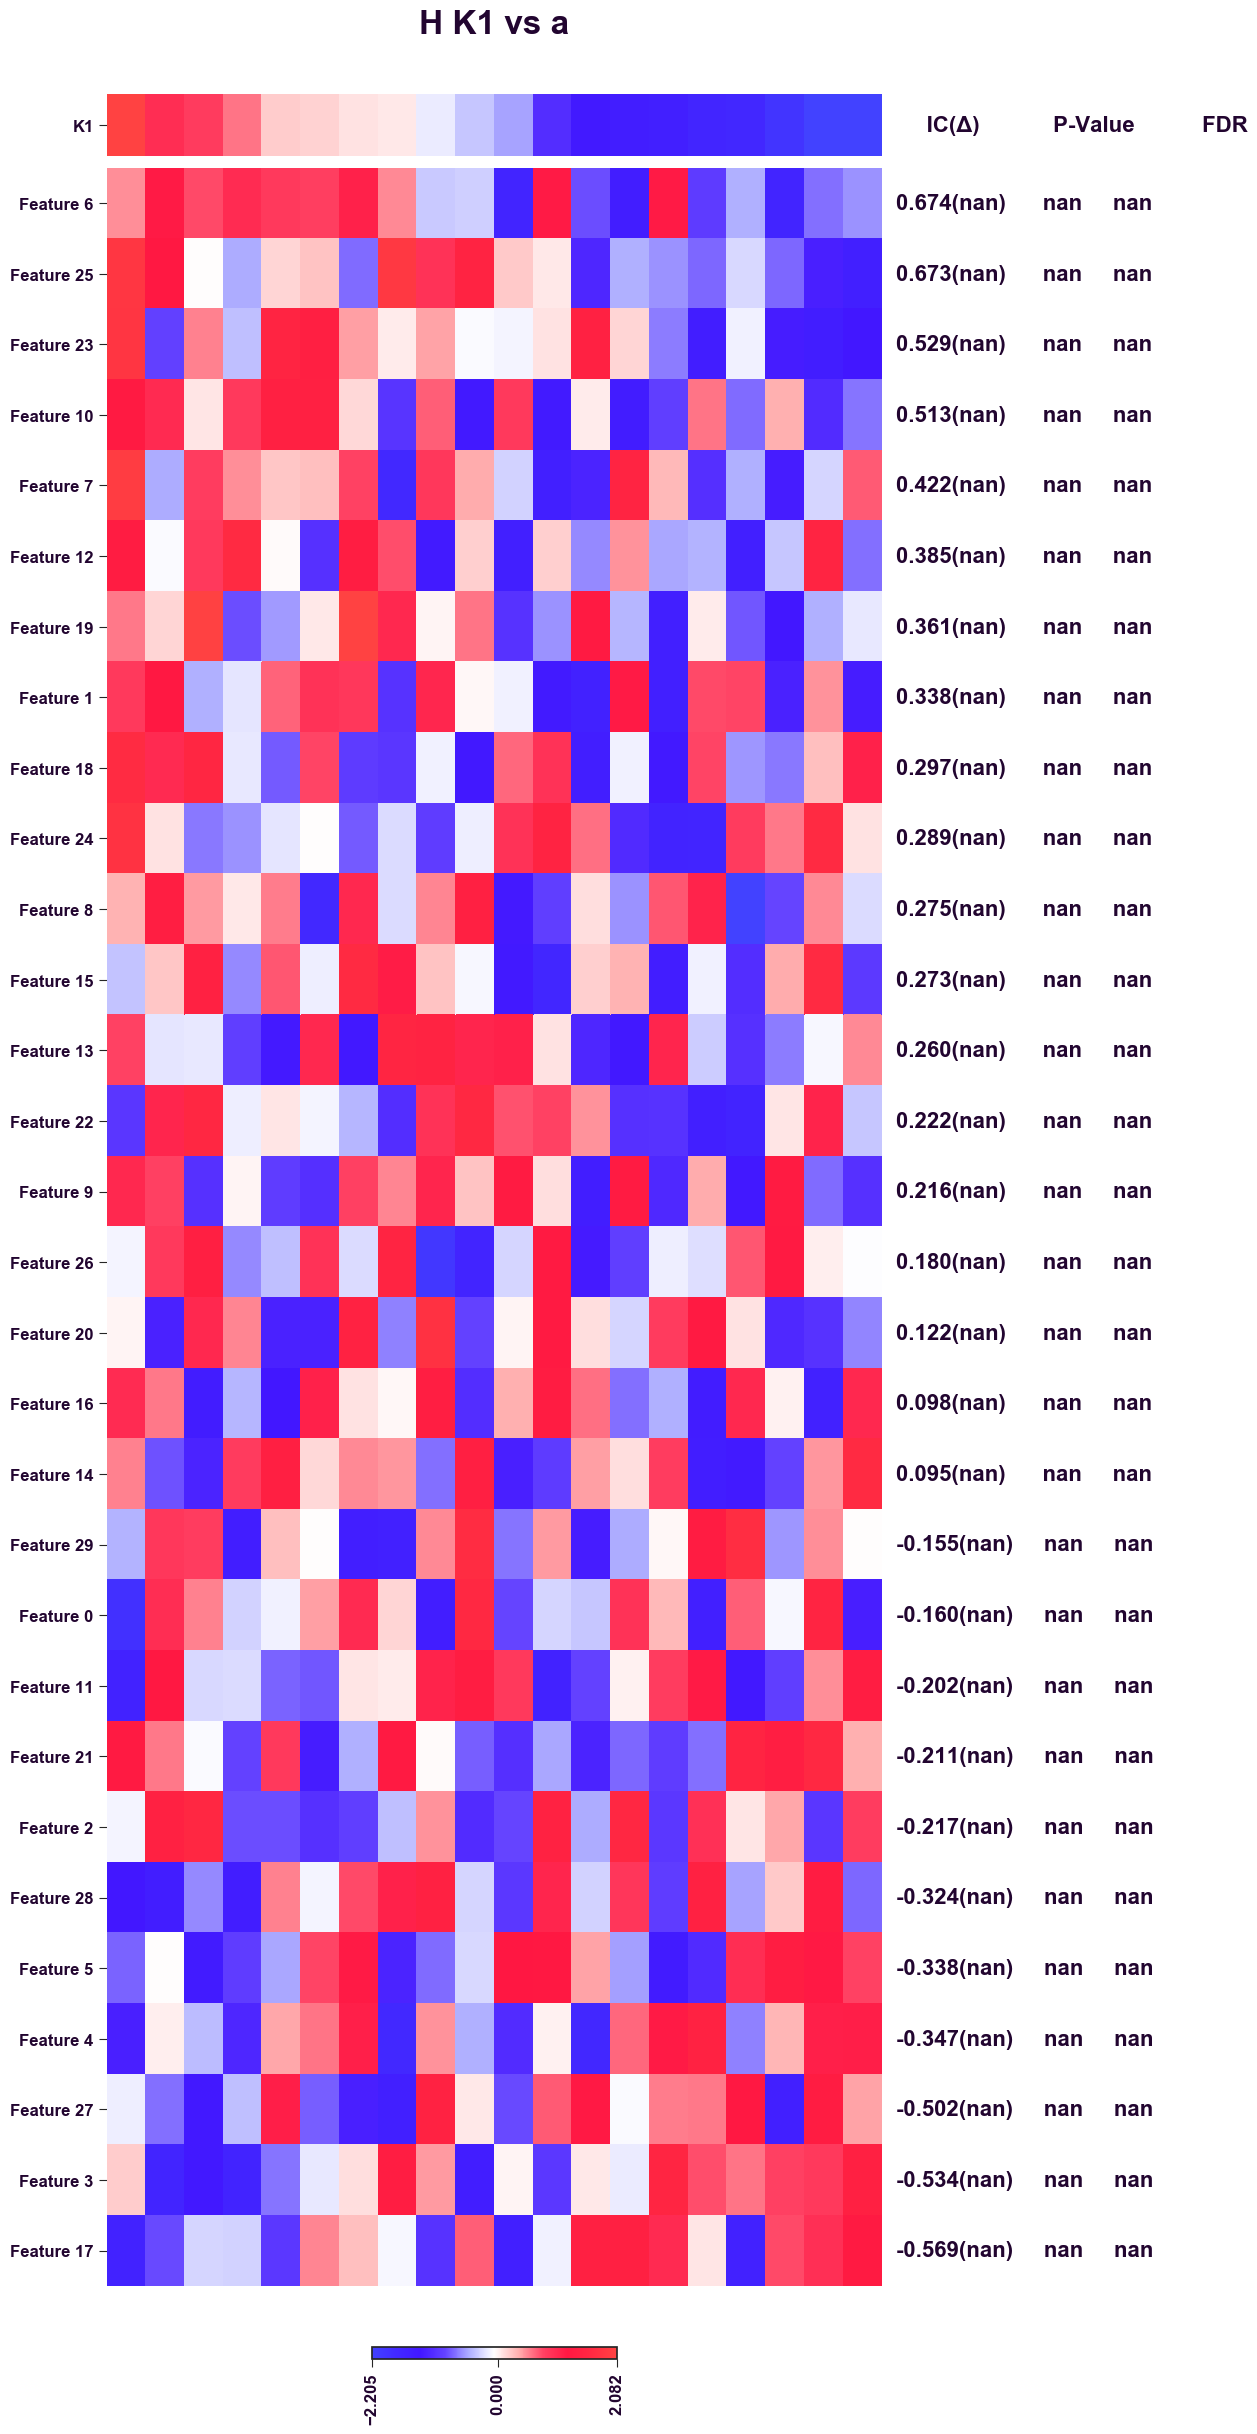 H K1 vs a
K1 IC(Δ) P-Value FDR
Feature 6 0.674(nan) nan nan
Feature 25 0.673(nan) nan nan
Feature 23 0.529(nan) nan nan
Feature 10 0.513(nan) nan nan
Feature 7 0.422(nan) nan nan
Feature 12 0.385(nan) nan nan
Feature 19 0.361(nan) nan nan
Feature 1 0.338(nan) nan nan
Feature 18 0.297(nan) nan nan
Feature 24 0.289(nan) nan nan
Feature 8 0.275(nan) nan nan
Feature 15 0.273(nan) nan nan
Feature 13 0.260(nan) nan nan
Feature 22 0.222(nan) nan nan
Feature 9 0.216(nan) nan nan
Feature 26 0.180(nan) nan nan
Feature 20 0.122(nan) nan nan
Feature 16 0.098(nan) nan nan
Feature 14 0.095(nan) nan nan
Feature 29 -0.155(nan) nan nan
Feature 0 -0.160(nan) nan nan
Feature 11 -0.202(nan) nan nan
Feature 21 -0.211(nan) nan nan
Feature 2 -0.217(nan) nan nan
Feature 28 -0.324(nan) nan nan
Feature 5 -0.338(nan) nan nan
Feature 4 -0.347(nan) nan nan
Feature 27 -0.502(nan) nan nan
Feature 3 -0.534(nan) nan nan
Feature 17 -0.569(nan) nan nan
−2.205 0.000 2.082